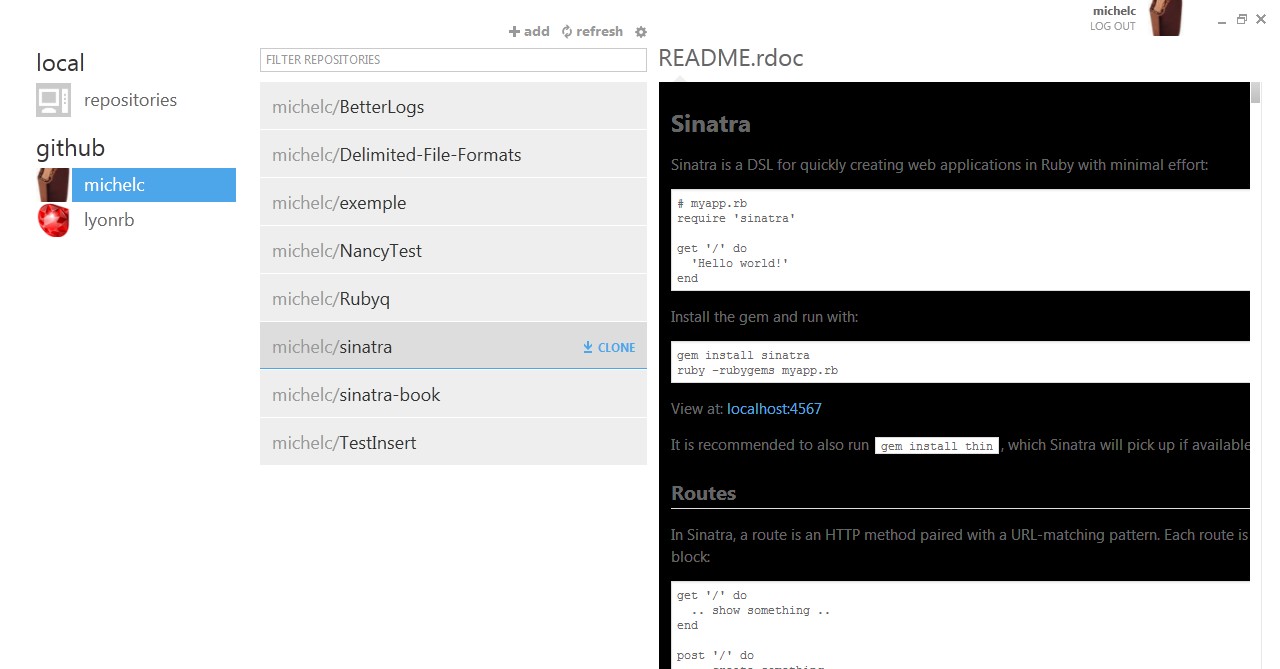 michelc
LOG OUT
add refresh
local
repositories
github
michelc
lyonrb
FILTER REPOSITORIES
michelc/BetterLogs
michelc/Delimited-File-Formats
michelc/exemple
michelc/NancyTest
michelc/Rubyq
michelc/sinatra CLONE
michelc/sinatra-book
michelc/TestInsert
README.rdoc
Sinatra
Sinatra is a DSL for quickly creating web applications in Ruby with minimal effort:
# myapp.rb
require 'sinatra'
get '/' do
'Hello world!'
end
Install the gem and run with:
gem install sinatra
ruby -rubygems myapp.rb
View at: localhost:4567
It is recommended to also run gem install thin, which Sinatra will pick up if available
Routes
In Sinatra, a route is an HTTP method paired with a URL-matching pattern. Each route is
block:
get '/' do
.. show something ..
end
post '/' do